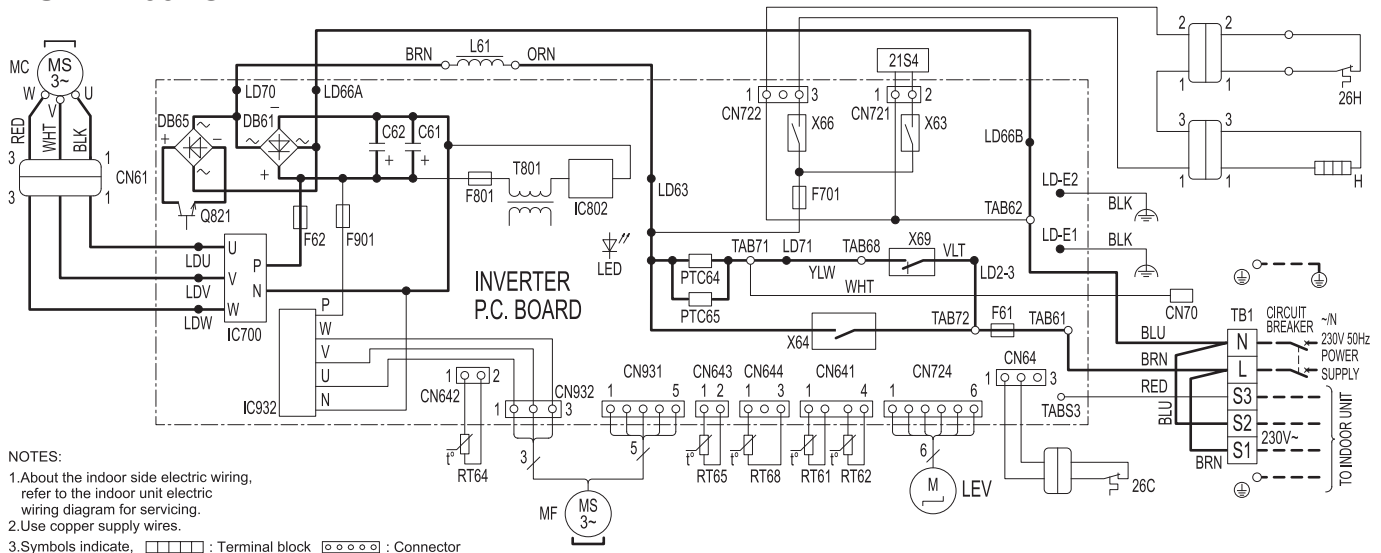 MC
MS
3~
W
V
U
RED
WHT
BLK
3
1
CN61
3
1
BRN
L61
ORN
LD70
LD66A
DB65
DB61
C62
C61
Q821
F62
F901
F801
T801
IC802
LED
INVERTER
P.C. BOARD
LDU
LDV
LDW
U
V
W
P
N
IC700
P
W
V
U
N
IC932
LD63
CN722
1
3
X66
F701
21S4
CN721
1
2
X63
LD66B
TAB62
LD-E2
BLK
LD-E1
BLK
2
2
1
1
26H
3
3
1
1
H
PTC64
PTC65
TAB71
LD71
TAB68
X69
VLT
YLW
LD2-3
WHT
CN70
X64
TAB72
F61
TAB61
CN642
1
2
RT64
t°
CN932
1
3
3
MF
MS
3~
CN931
1
5
5
CN643
1
2
RT65
t°
CN644
1
3
RT68
t°
CN641
1
4
RT61
t°
RT62
t°
CN724
1
6
6
M
LEV
CN64
1
3
26C
TABS3
BLU
BRN
RED
BLU
BRN
TB1
N
L
S3
S2
S1
230V~
CIRCUIT
BREAKER
~/N
230V 50Hz
POWER
SUPPLY
TO INDOOR UNIT
NOTES:
1.About the indoor side electric wiring,
refer to the indoor unit electric
wiring diagram for servicing.
2.Use copper supply wires.
3.Symbols indicate, : Terminal block : Connector